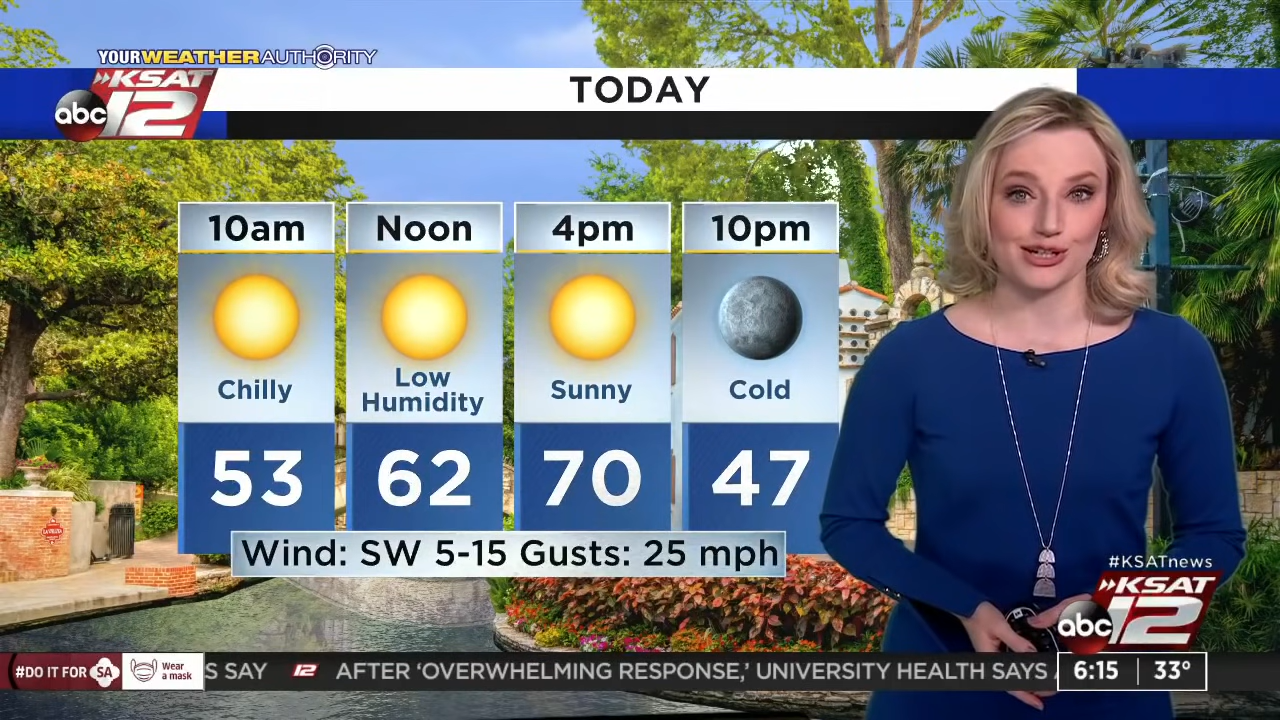 YOURWEATHERAUTHORITY
KSAT
abc 12
TODAY
10am
Noon
4pm
10pm
Chilly
Low
Humidity
Sunny
Cold
53
62
70
47
Wind: SW 5-15 Gusts: 25 mph
#KSATnews
KSAT
abc 12
#DO IT FOR SA
Wear
a mask
S SAY 12 AFTER ‘OVERWHELMING RESPONSE,’ UNIVERSITY HEALTH SAYS
6:15 33°